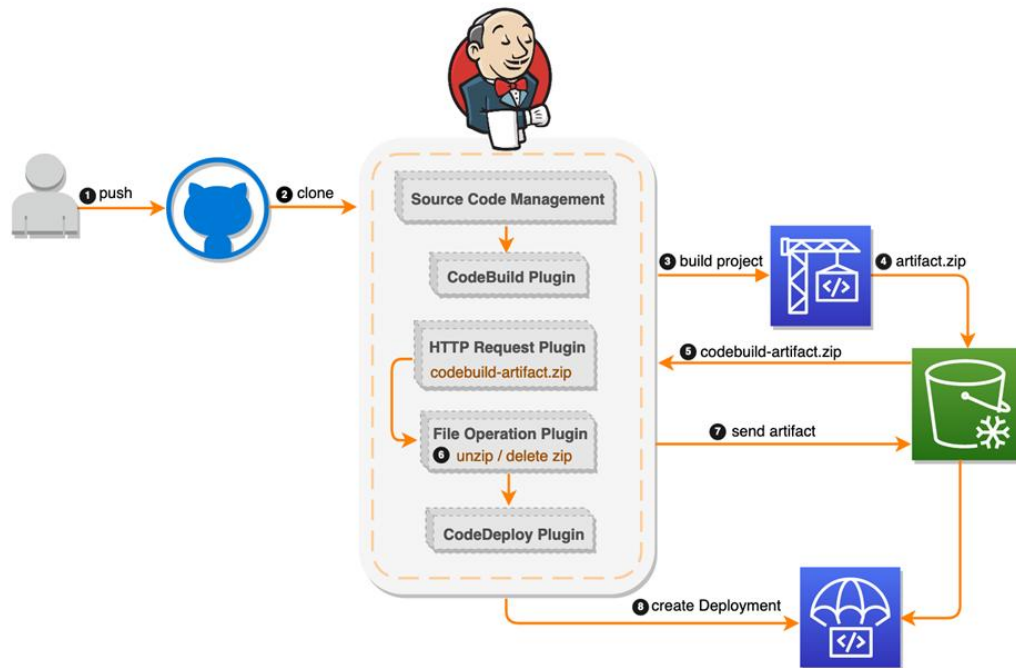 1 push
2 clone
Source Code Management
CodeBuild Plugin
3 build project
4 artifact.zip
HTTP Request Plugin
codebuild-artifact.zip
5 codebuild-artifact.zip
File Operation Plugin
6 unzip / delete zip
7 send artifact
CodeDeploy Plugin
8 create Deployment